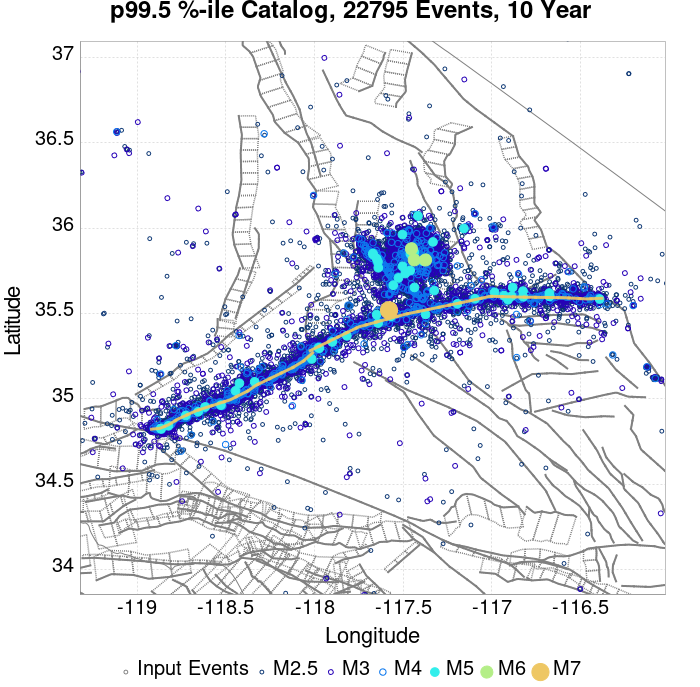 p99.5 %-ile Catalog, 22795 Events, 10 Year
37
36.5
36
35.5
35
34.5
34
Latitude
-119 -118.5 -118 -117.5 -117 -116.5
Longitude
Input Events M2.5 M3 M4 M5 M6 M7